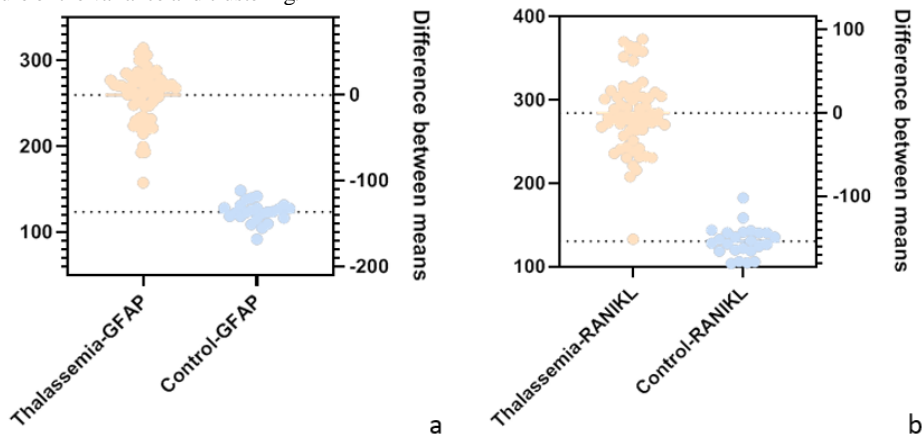 300
200
100
0
-100
-200
Difference between means
Thalassemia-GFAP
Control-GFAP
a
400
300
200
100
100
0
-100
Difference between means
Thalassemia-RANIKL
Control-RANIKL
b